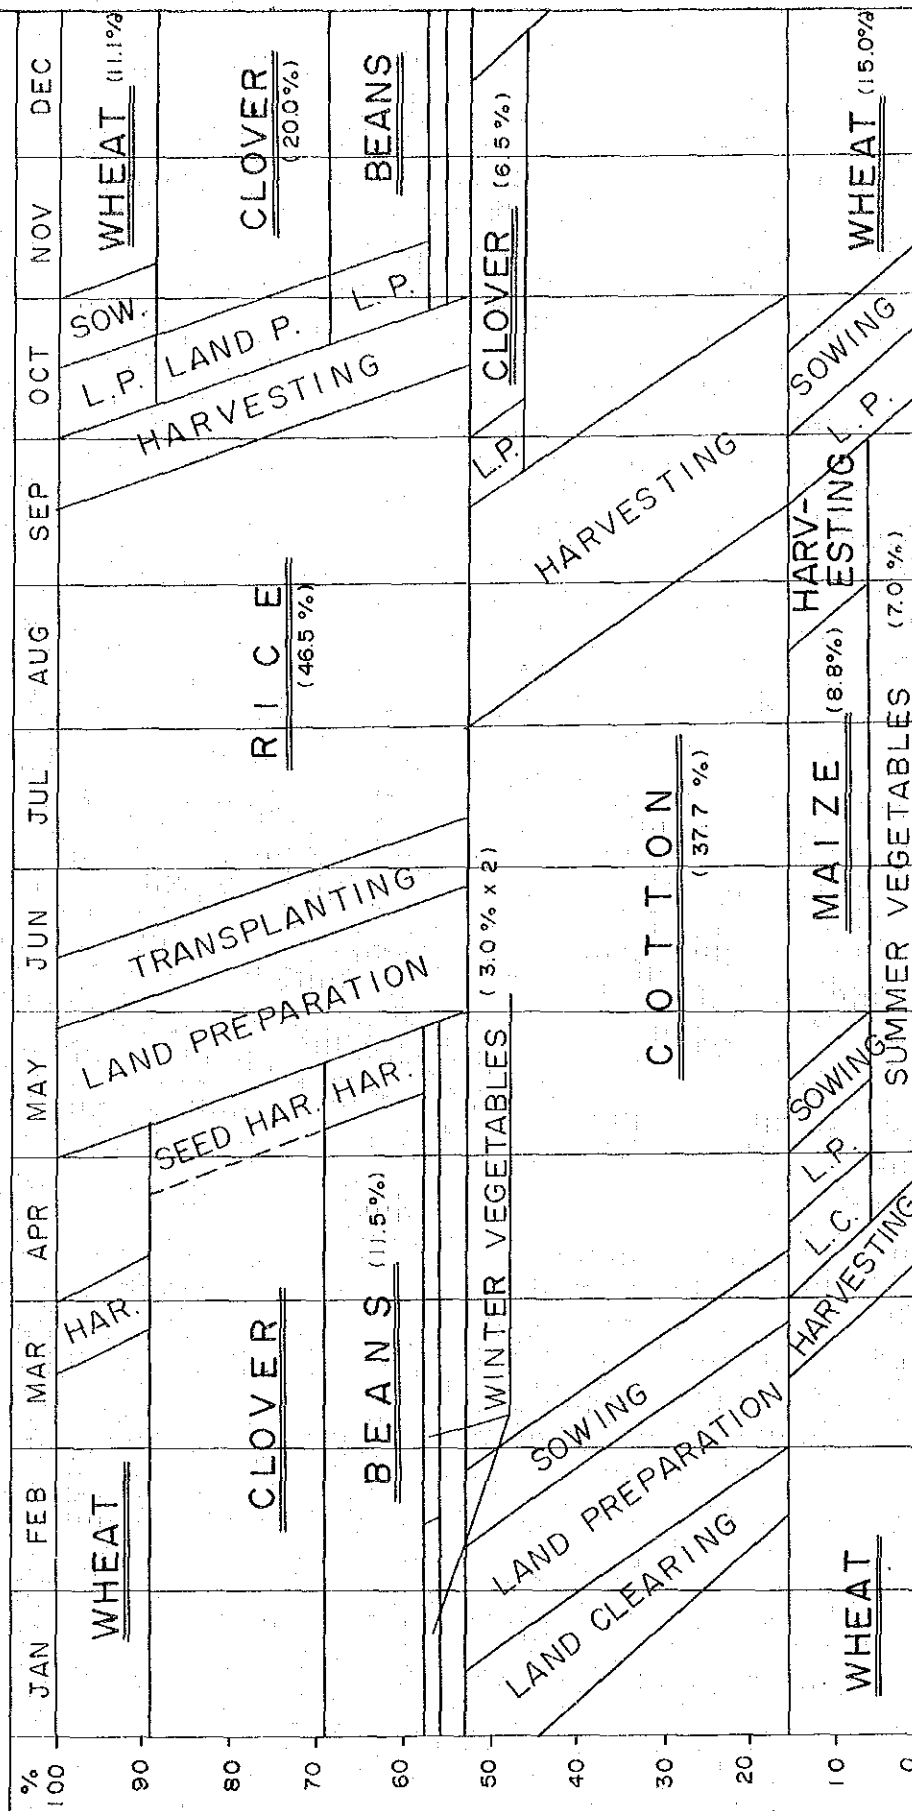 JAN FEB MAR APR MAY JUN JUL AUG SEP OCT NOV DEC
%
100
90
80
70
60
50
40
30
20
10
0
WHEAT
HAR.
L.P.
SOW.
WHEAT (11.1%)
CLOVER
SEED HAR.
LAND P.
CLOVER
(20.0%)
BEANS (11.5%)
HAR.
L.P.
BEANS
LAND PREPARATION
TRANSPLANTING
RICE
(46.5%)
HARVESTING
WINTER VEGETABLES (3.0% x 2)
L.P.
CLOVER (6.5%)
LAND CLEARING
LAND PREPARATION
SOWING
COTTON
(37.7%)
HARVESTING
WHEAT
HARVESTING
L.C.
L.P.
SOWING
MAIZE (8.8%)
HARV-
ESTING
L.P.
SOWING
WHEAT (15.0%)
SUMMER VEGETABLES (7.0%)